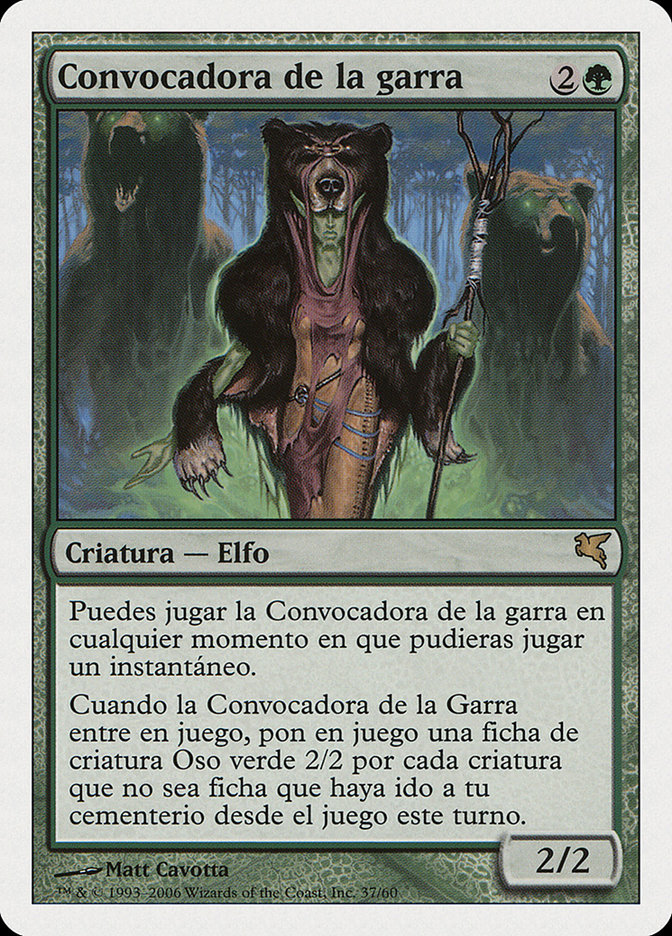 Convocadora de la garra 2
Criatura — Elfo
Puedes jugar la Convocadora de la garra en
cualquier momento en que pudieras jugar
un instantáneo.
Cuando la Convocadora de la Garra
entre en juego, pon en juego una ficha de
criatura Oso verde 2/2 por cada criatura
que no sea ficha que haya ido a tu
cementerio desde el juego este turno.
2/2
Matt Cavotta
™ & © 1993–2006 Wizards of the Coast, Inc. 37/60